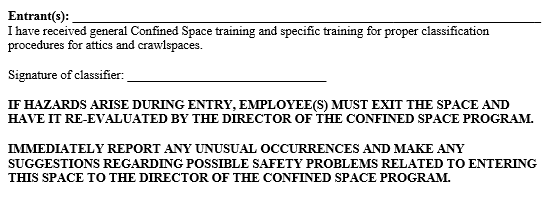 Entrant(s):
I have received general Confined Space training and specific training for proper classification
procedures for attics and crawlspaces.
Signature of classifier:
IF HAZARDS ARISE DURING ENTRY, EMPLOYEE(S) MUST EXIT THE SPACE AND
HAVE IT RE-EVALUATED BY THE DIRECTOR OF THE CONFINED SPACE PROGRAM.
IMMEDIATELY REPORT ANY UNUSUAL OCCURRENCES AND MAKE ANY
SUGGESTIONS REGARDING POSSIBLE SAFETY PROBLEMS RELATED TO ENTERING
THIS SPACE TO THE DIRECTOR OF THE CONFINED SPACE PROGRAM.